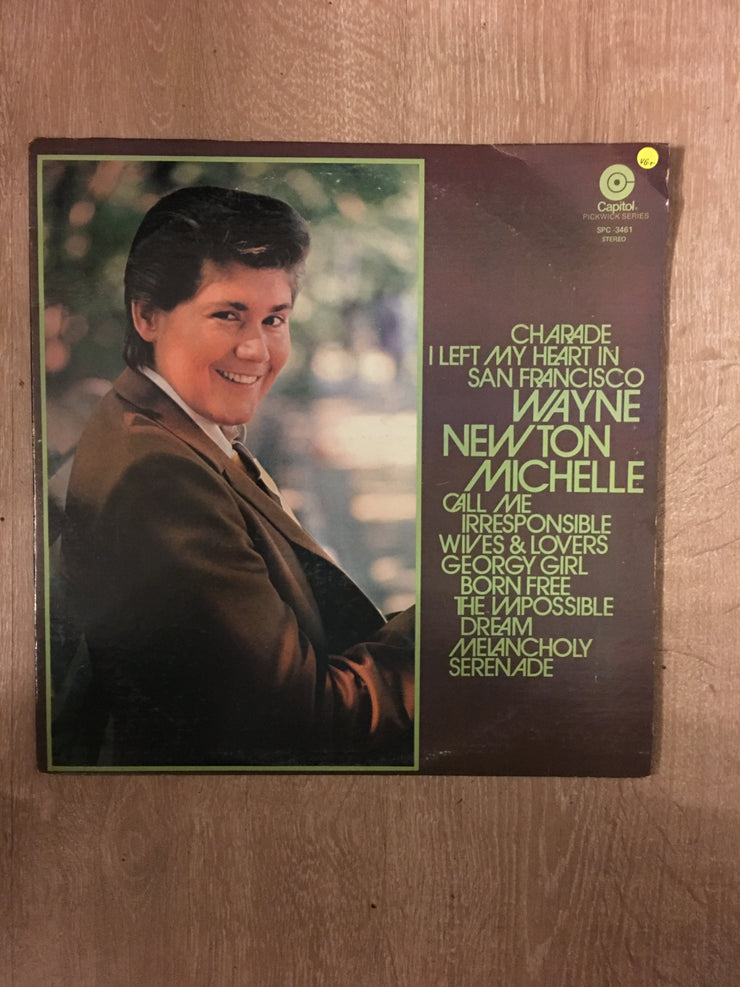 VG+
Capitol®
PICKWICK SERIES
SPC -3461
STEREO
CHARADE
I LEFT MY HEART IN
SAN FRANCISCO
WAYNE
NEWTON
MICHELLE
CALL ME
IRRESPONSIBLE
WIVES & LOVERS
GEORGY GIRL
BORN FREE
THE IMPOSSIBLE
DREAM
MELANCHOLY
SERENADE